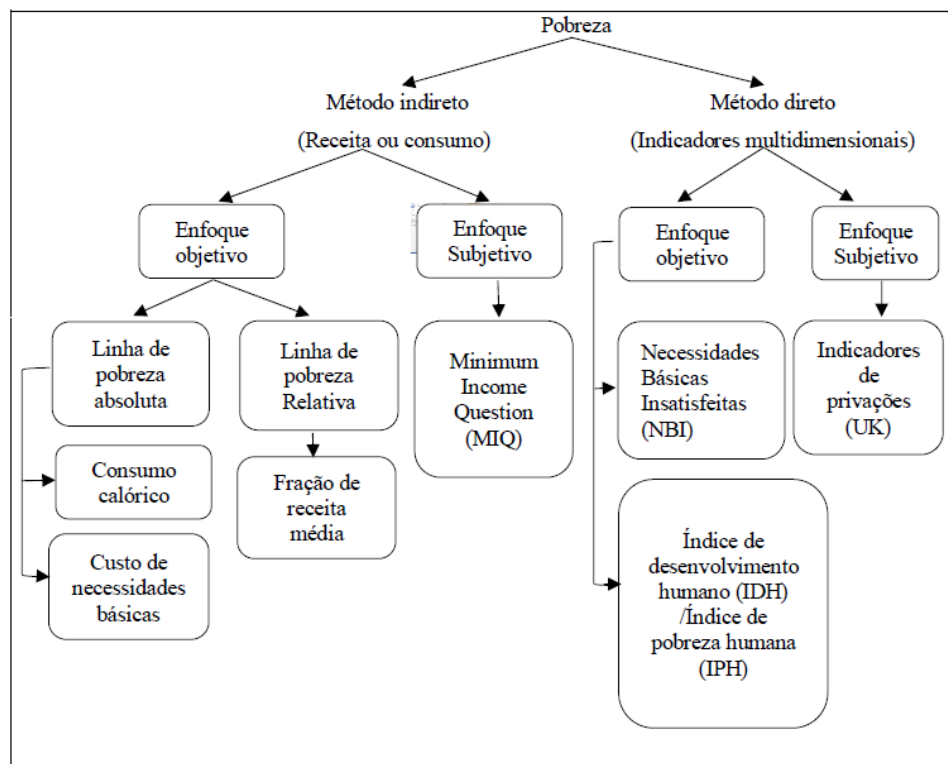 Pobreza
Método indireto
(Receita ou consumo)
Método direto
(Indicadores multidimensionais)
Enfoque
objetivo
Enfoque
Subjetivo
Enfoque
objetivo
Enfoque
Subjetivo
Linha de
pobreza
absoluta
Linha de
pobreza
Relativa
Minimum
Income
Question
(MIQ)
Necessidades
Básicas
Insatisfeitas
(NBI)
Indicadores
de
privações
(UK)
Consumo
calórico
Fração de
receita
média
Custo de
necessidades
básicas
Índice de
desenvolvimento
humano (IDH)
/Índice de
pobreza humana
(IPH)